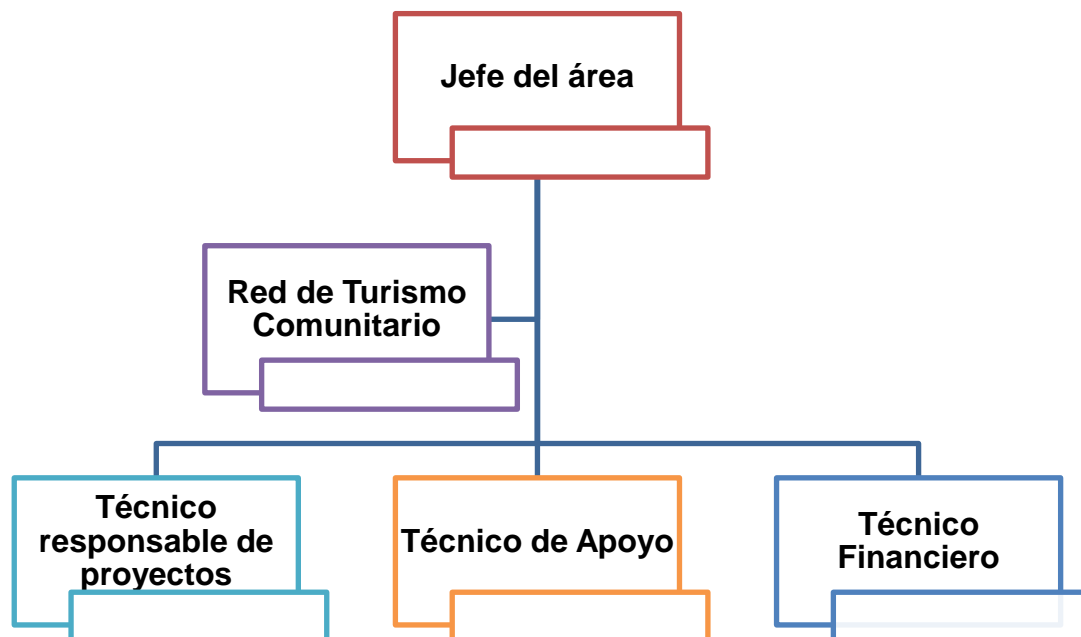 Jefe del área
Red de Turismo
Comunitario
Técnico
responsable de
proyectos
Técnico de Apoyo
Técnico
Financiero